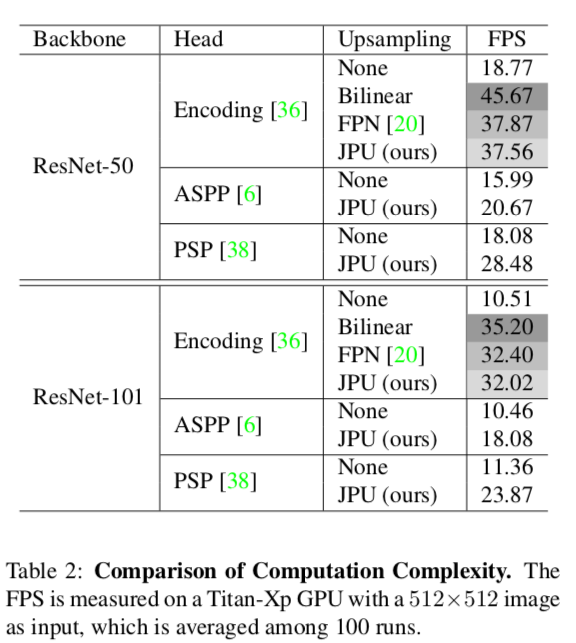 Backbone Head Upsampling FPS
ResNet-50 Encoding [36] None 18.77
Bilinear 45.67
FPN [20] 37.87
JPU (ours) 37.56
ASPP [6] None 15.99
JPU (ours) 20.67
PSP [38] None 18.08
JPU (ours) 28.48
ResNet-101 Encoding [36] None 10.51
Bilinear 35.20
FPN [20] 32.40
JPU (ours) 32.02
ASPP [6] None 10.46
JPU (ours) 18.08
PSP [38] None 11.36
JPU (ours) 23.87
Table 2: Comparison of Computation Complexity. The
FPS is measured on a Titan-Xp GPU with a 512×512 image
as input, which is averaged among 100 runs.